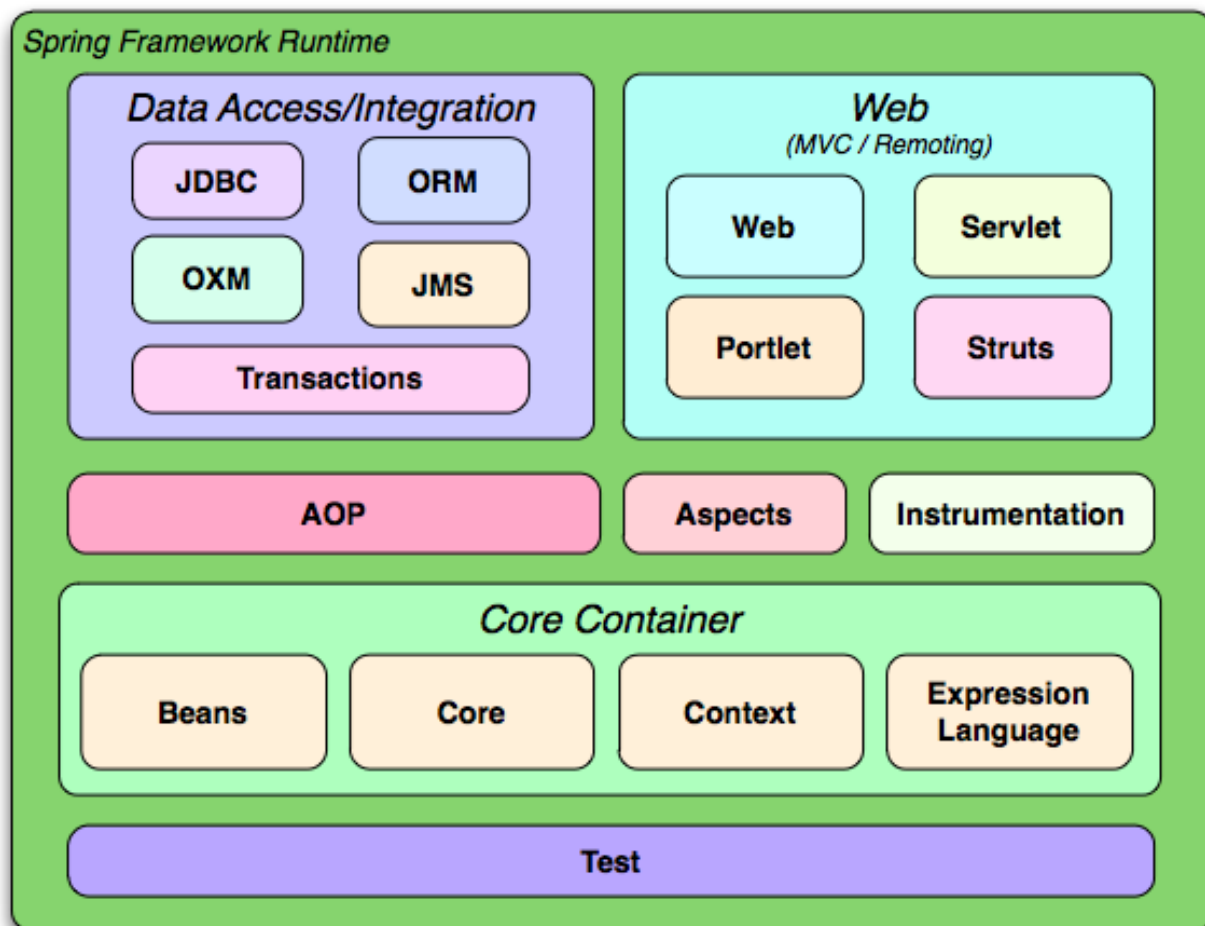 Spring Framework Runtime
Data Access/Integration
JDBC
ORM
OXM
JMS
Transactions
Web
(MVC / Remoting)
Web
Servlet
Portlet
Struts
AOP
Aspects
Instrumentation
Core Container
Beans
Core
Context
Expression
Language
Test